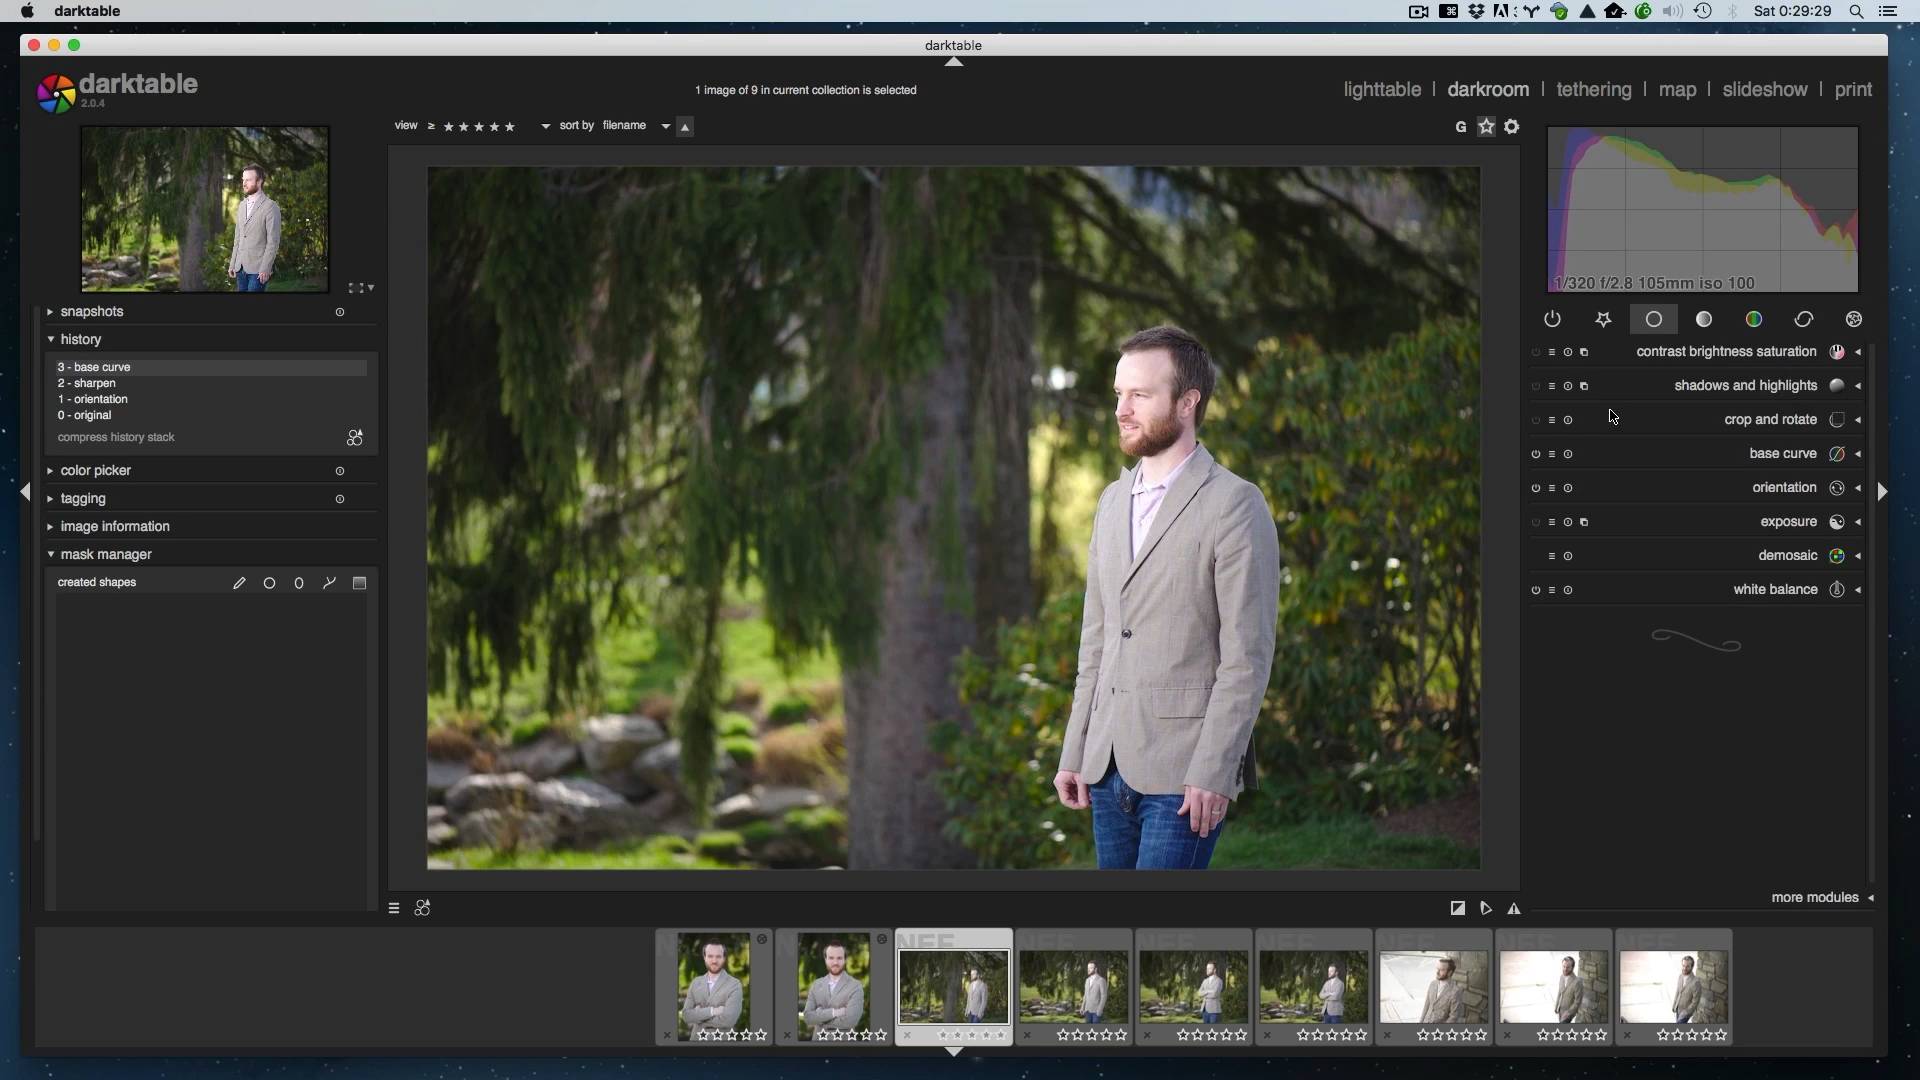 darktable
Sat 0:29:29
darktable
darktable
2.0.4
1 image of 9 in current collection is selected
lighttable | darkroom | tethering | map | slideshow | print
view ≥ ★ ★ ★ ★ ★ sort by filename
G
1/320 f/2.8 105mm iso 100
snapshots
history
3 - base curve
2 - sharpen
1 - orientation
0 - original
compress history stack
color picker
tagging
image information
mask manager
created shapes
contrast brightness saturation
shadows and highlights
crop and rotate
base curve
orientation
exposure
demosaic
white balance
more modules
NEF